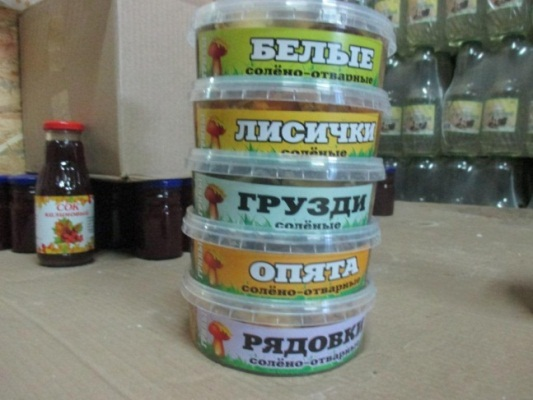 БЕЛЫЕ
солёно-отварные
ЛИСИЧКИ
солёные
ГРУЗДИ
солёные
ОПЯТА
солёно-отварные
РЯДОВКИ
солёно-отварные
СОК